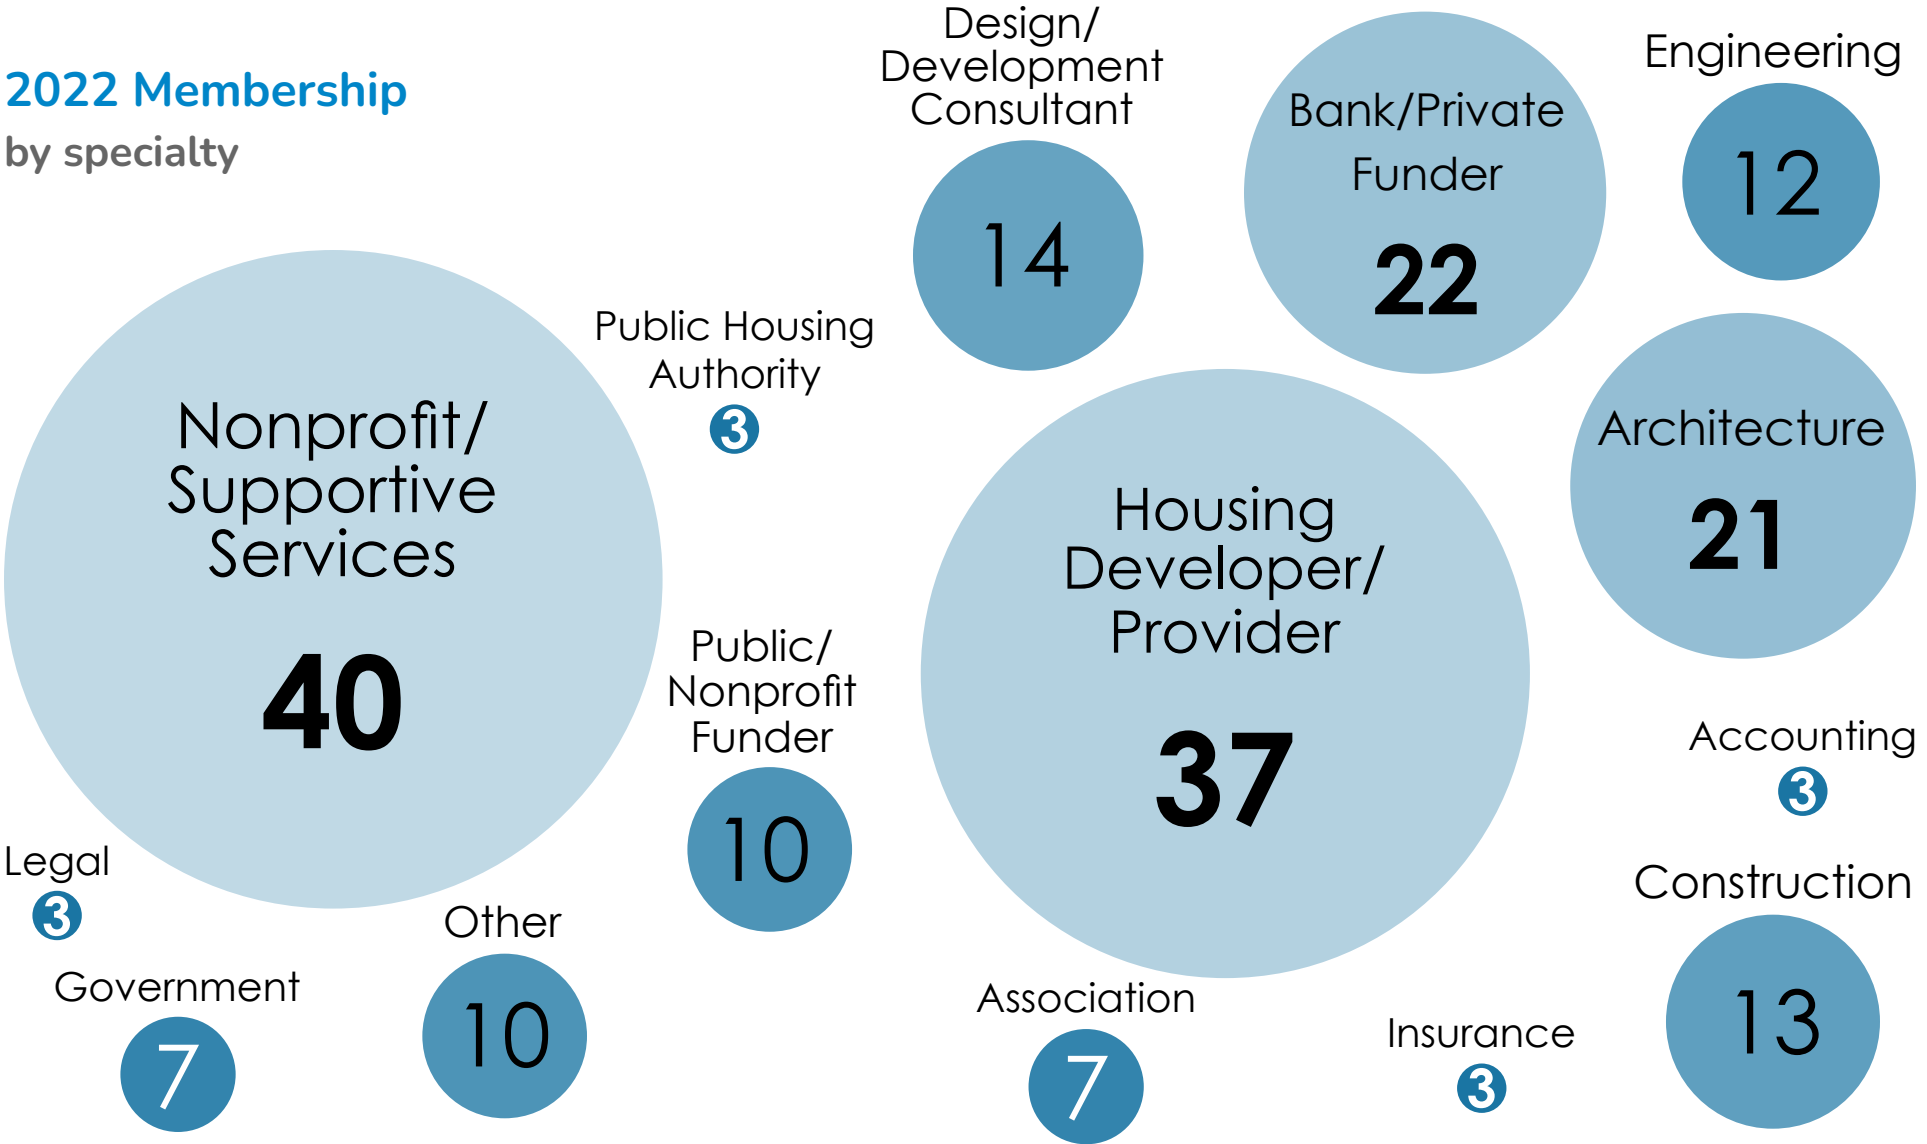 2022 Membership
by specialty
Design/
Development
Consultant
14
Bank/Private
Funder
22
Engineering
12
Nonprofit/
Supportive
Services
40
Public Housing
Authority
3
Housing
Developer/
Provider
37
Architecture
21
Public/
Nonprofit
Funder
10
Accounting
3
Legal
3
Other
10
Government
7
Association
7
Insurance
3
Construction
13